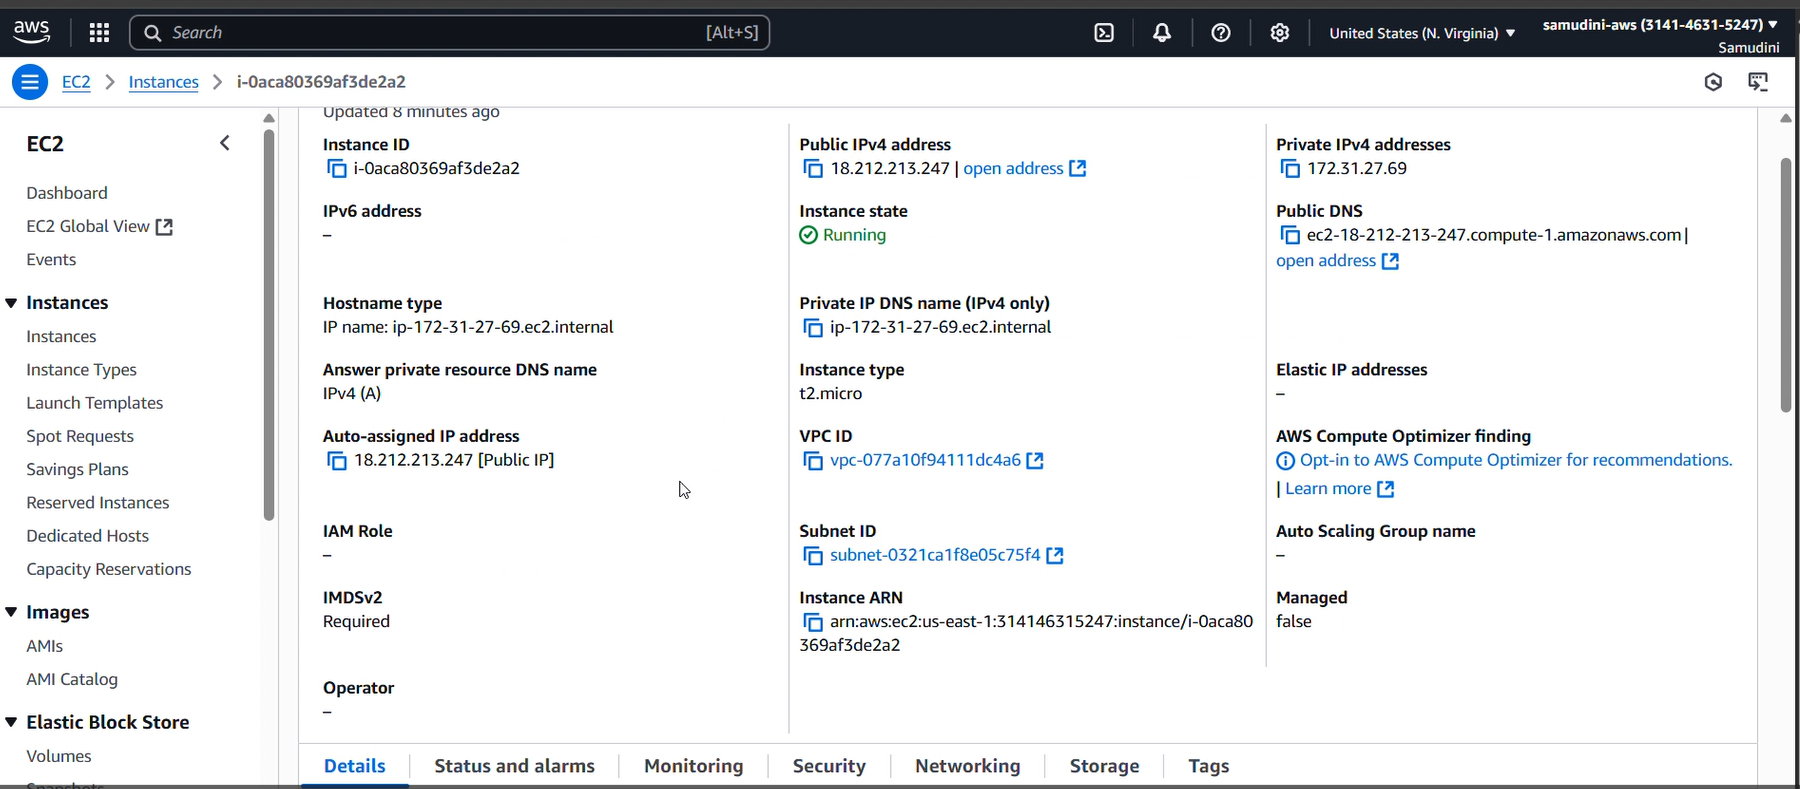 aws
Search
[Alt+S]
United States (N. Virginia)
samudini-aws (3141-4631-5247)
Samudini
EC2
Instances
i-0aca80369af3de2a2
EC2
Dashboard
EC2 Global View
Events
Instances
Instances
Instance Types
Launch Templates
Spot Requests
Savings Plans
Reserved Instances
Dedicated Hosts
Capacity Reservations
Images
AMIs
AMI Catalog
Elastic Block Store
Volumes
Snapshots
Updated 8 minutes ago
Instance ID
i-0aca80369af3de2a2
Public IPv4 address
18.212.213.247 | open address
Private IPv4 addresses
172.31.27.69
IPv6 address
–
Instance state
Running
Public DNS
ec2-18-212-213-247.compute-1.amazonaws.com |
open address
Hostname type
IP name: ip-172-31-27-69.ec2.internal
Private IP DNS name (IPv4 only)
ip-172-31-27-69.ec2.internal
Answer private resource DNS name
IPv4 (A)
Instance type
t2.micro
Elastic IP addresses
–
Auto-assigned IP address
18.212.213.247 [Public IP]
VPC ID
vpc-077a10f94111dc4a6
AWS Compute Optimizer finding
Opt-in to AWS Compute Optimizer for recommendations.
| Learn more
IAM Role
–
Subnet ID
subnet-0321ca1f8e05c75f4
Auto Scaling Group name
–
IMDSv2
Required
Instance ARN
arn:aws:ec2:us-east-1:314146315247:instance/i-0aca80
369af3de2a2
Managed
false
Operator
–
Details
Status and alarms
Monitoring
Security
Networking
Storage
Tags